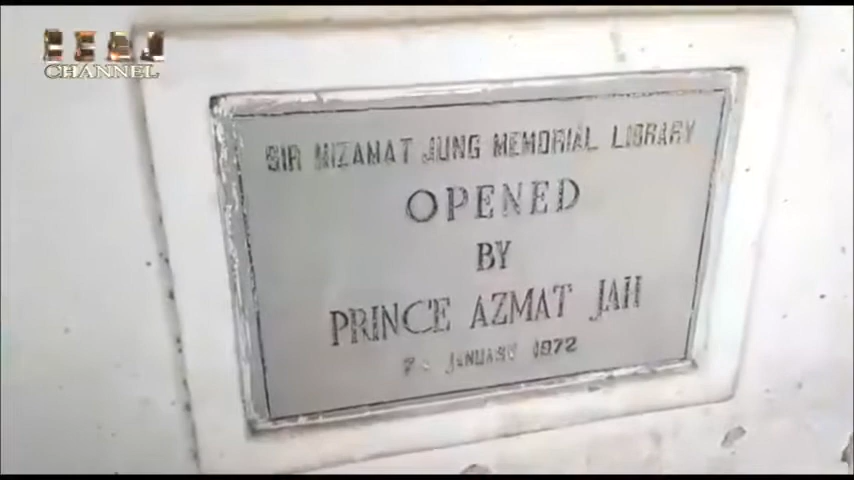 CHANNEL
SIR NIZAMAT JUNG MEMORIAL LIBRARY
OPENED
BY
PRINCE AZMAT JAH
JANUARY 1972